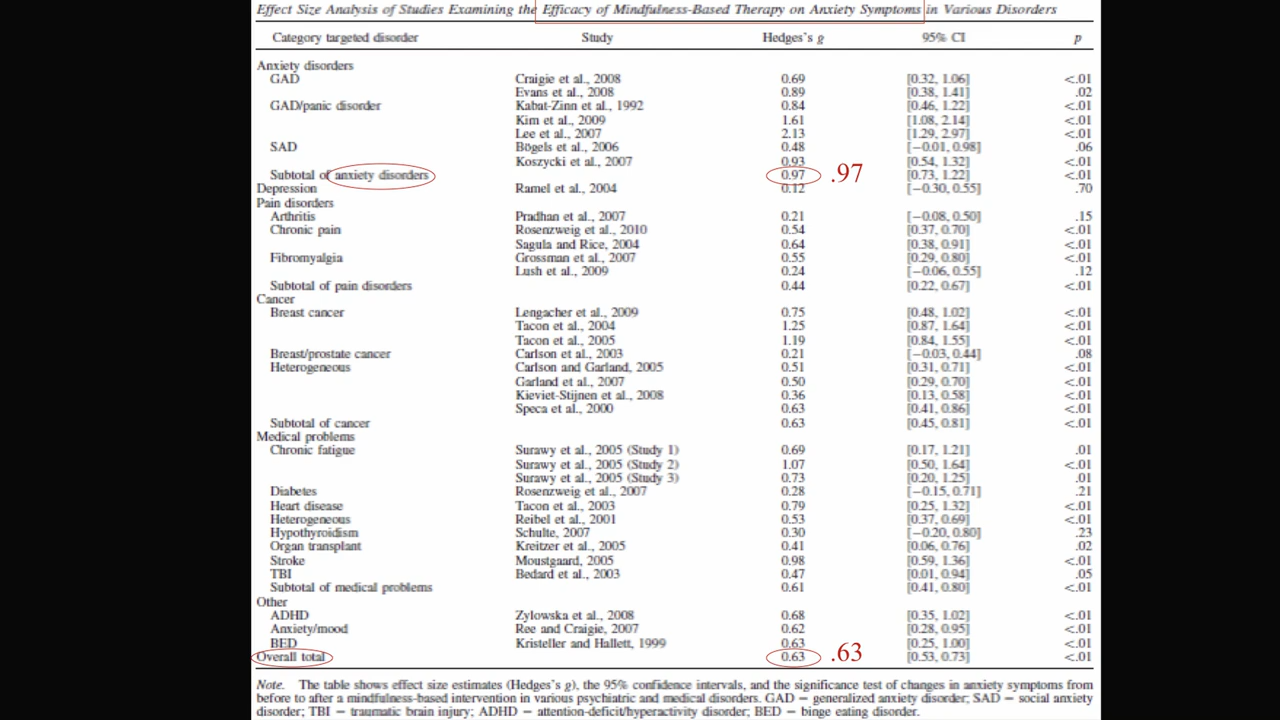 Effect Size Analysis of Studies Examining the Efficacy of Mindfulness-Based Therapy on Anxiety Symptoms in Various Disorders
Category targeted disorder Study Hedges's g 95% CI p
Anxiety disorders
GAD Craigie et al., 2008 0.69 [0.32, 1.06] <.01
Evans et al., 2008 0.89 [0.38, 1.41] .02
GAD/panic disorder Kabat-Zinn et al., 1992 0.84 [0.46, 1.22] <.01
Kim et al., 2009 1.61 [1.08, 2.14] <.01
Lee et al., 2007 2.13 [1.29, 2.97] <.01
SAD Bögels et al., 2006 0.48 [−0.01, 0.98] .06
Koszycki et al., 2007 0.93 [0.54, 1.32] <.01
Subtotal of anxiety disorders 0.97 .97 [0.73, 1.22] <.01
Depression Ramel et al., 2004 0.12 [−0.30, 0.55] .70
Pain disorders
Arthritis Pradhan et al., 2007 0.21 [−0.08, 0.50] .15
Chronic pain Rosenzweig et al., 2010 0.54 [0.37, 0.70] <.01
Sagula and Rice, 2004 0.64 [0.38, 0.91] <.01
Fibromyalgia Grossman et al., 2007 0.55 [0.29, 0.80] <.01
Lush et al., 2009 0.24 [−0.06, 0.55] .12
Subtotal of pain disorders 0.44 [0.22, 0.67] <.01
Cancer
Breast cancer Lengacher et al., 2009 0.75 [0.48, 1.02] <.01
Tacon et al., 2004 1.25 [0.87, 1.64] <.01
Tacon et al., 2005 1.19 [0.84, 1.55] <.01
Breast/prostate cancer Carlson et al., 2003 0.21 [−0.03, 0.44] .08
Heterogeneous Carlson and Garland, 2005 0.51 [0.31, 0.71] <.01
Garland et al., 2007 0.50 [0.29, 0.70] <.01
Kieviet-Stijnen et al., 2008 0.36 [0.13, 0.58] <.01
Speca et al., 2000 0.63 [0.41, 0.86] <.01
Subtotal of cancer 0.63 [0.45, 0.81] <.01
Medical problems
Chronic fatigue Surawy et al., 2005 (Study 1) 0.69 [0.17, 1.21] .01
Surawy et al., 2005 (Study 2) 1.07 [0.50, 1.64] <.01
Surawy et al., 2005 (Study 3) 0.73 [0.20, 1.25] .01
Diabetes Rosenzweig et al., 2007 0.28 [−0.15, 0.71] .21
Heart disease Tacon et al., 2003 0.79 [0.25, 1.32] <.01
Heterogeneous Reibel et al., 2001 0.53 [0.37, 0.69] <.01
Hypothyroidism Schulte, 2007 0.30 [−0.20, 0.80] .23
Organ transplant Kreitzer et al., 2005 0.41 [0.06, 0.76] .02
Stroke Moustgaard, 2005 0.98 [0.59, 1.36] <.01
TBI Bedard et al., 2003 0.47 [0.01, 0.94] .05
Subtotal of medical problems 0.61 [0.41, 0.80] <.01
Other
ADHD Zylowska et al., 2008 0.68 [0.35, 1.02] <.01
Anxiety/mood Ree and Craigie, 2007 0.62 [0.28, 0.95] <.01
BED Kristeller and Hallett, 1999 0.63 [0.25, 1.00] <.01
Overall total 0.63 .63 [0.53, 0.73] <.01
Note. The table shows effect size estimates (Hedges's g), the 95% confidence intervals, and the significance test of changes in anxiety symptoms from
before to after a mindfulness-based intervention in various psychiatric and medical disorders. GAD = generalized anxiety disorder; SAD = social anxiety
disorder; TBI = traumatic brain injury; ADHD = attention-deficit/hyperactivity disorder; BED = binge eating disorder.